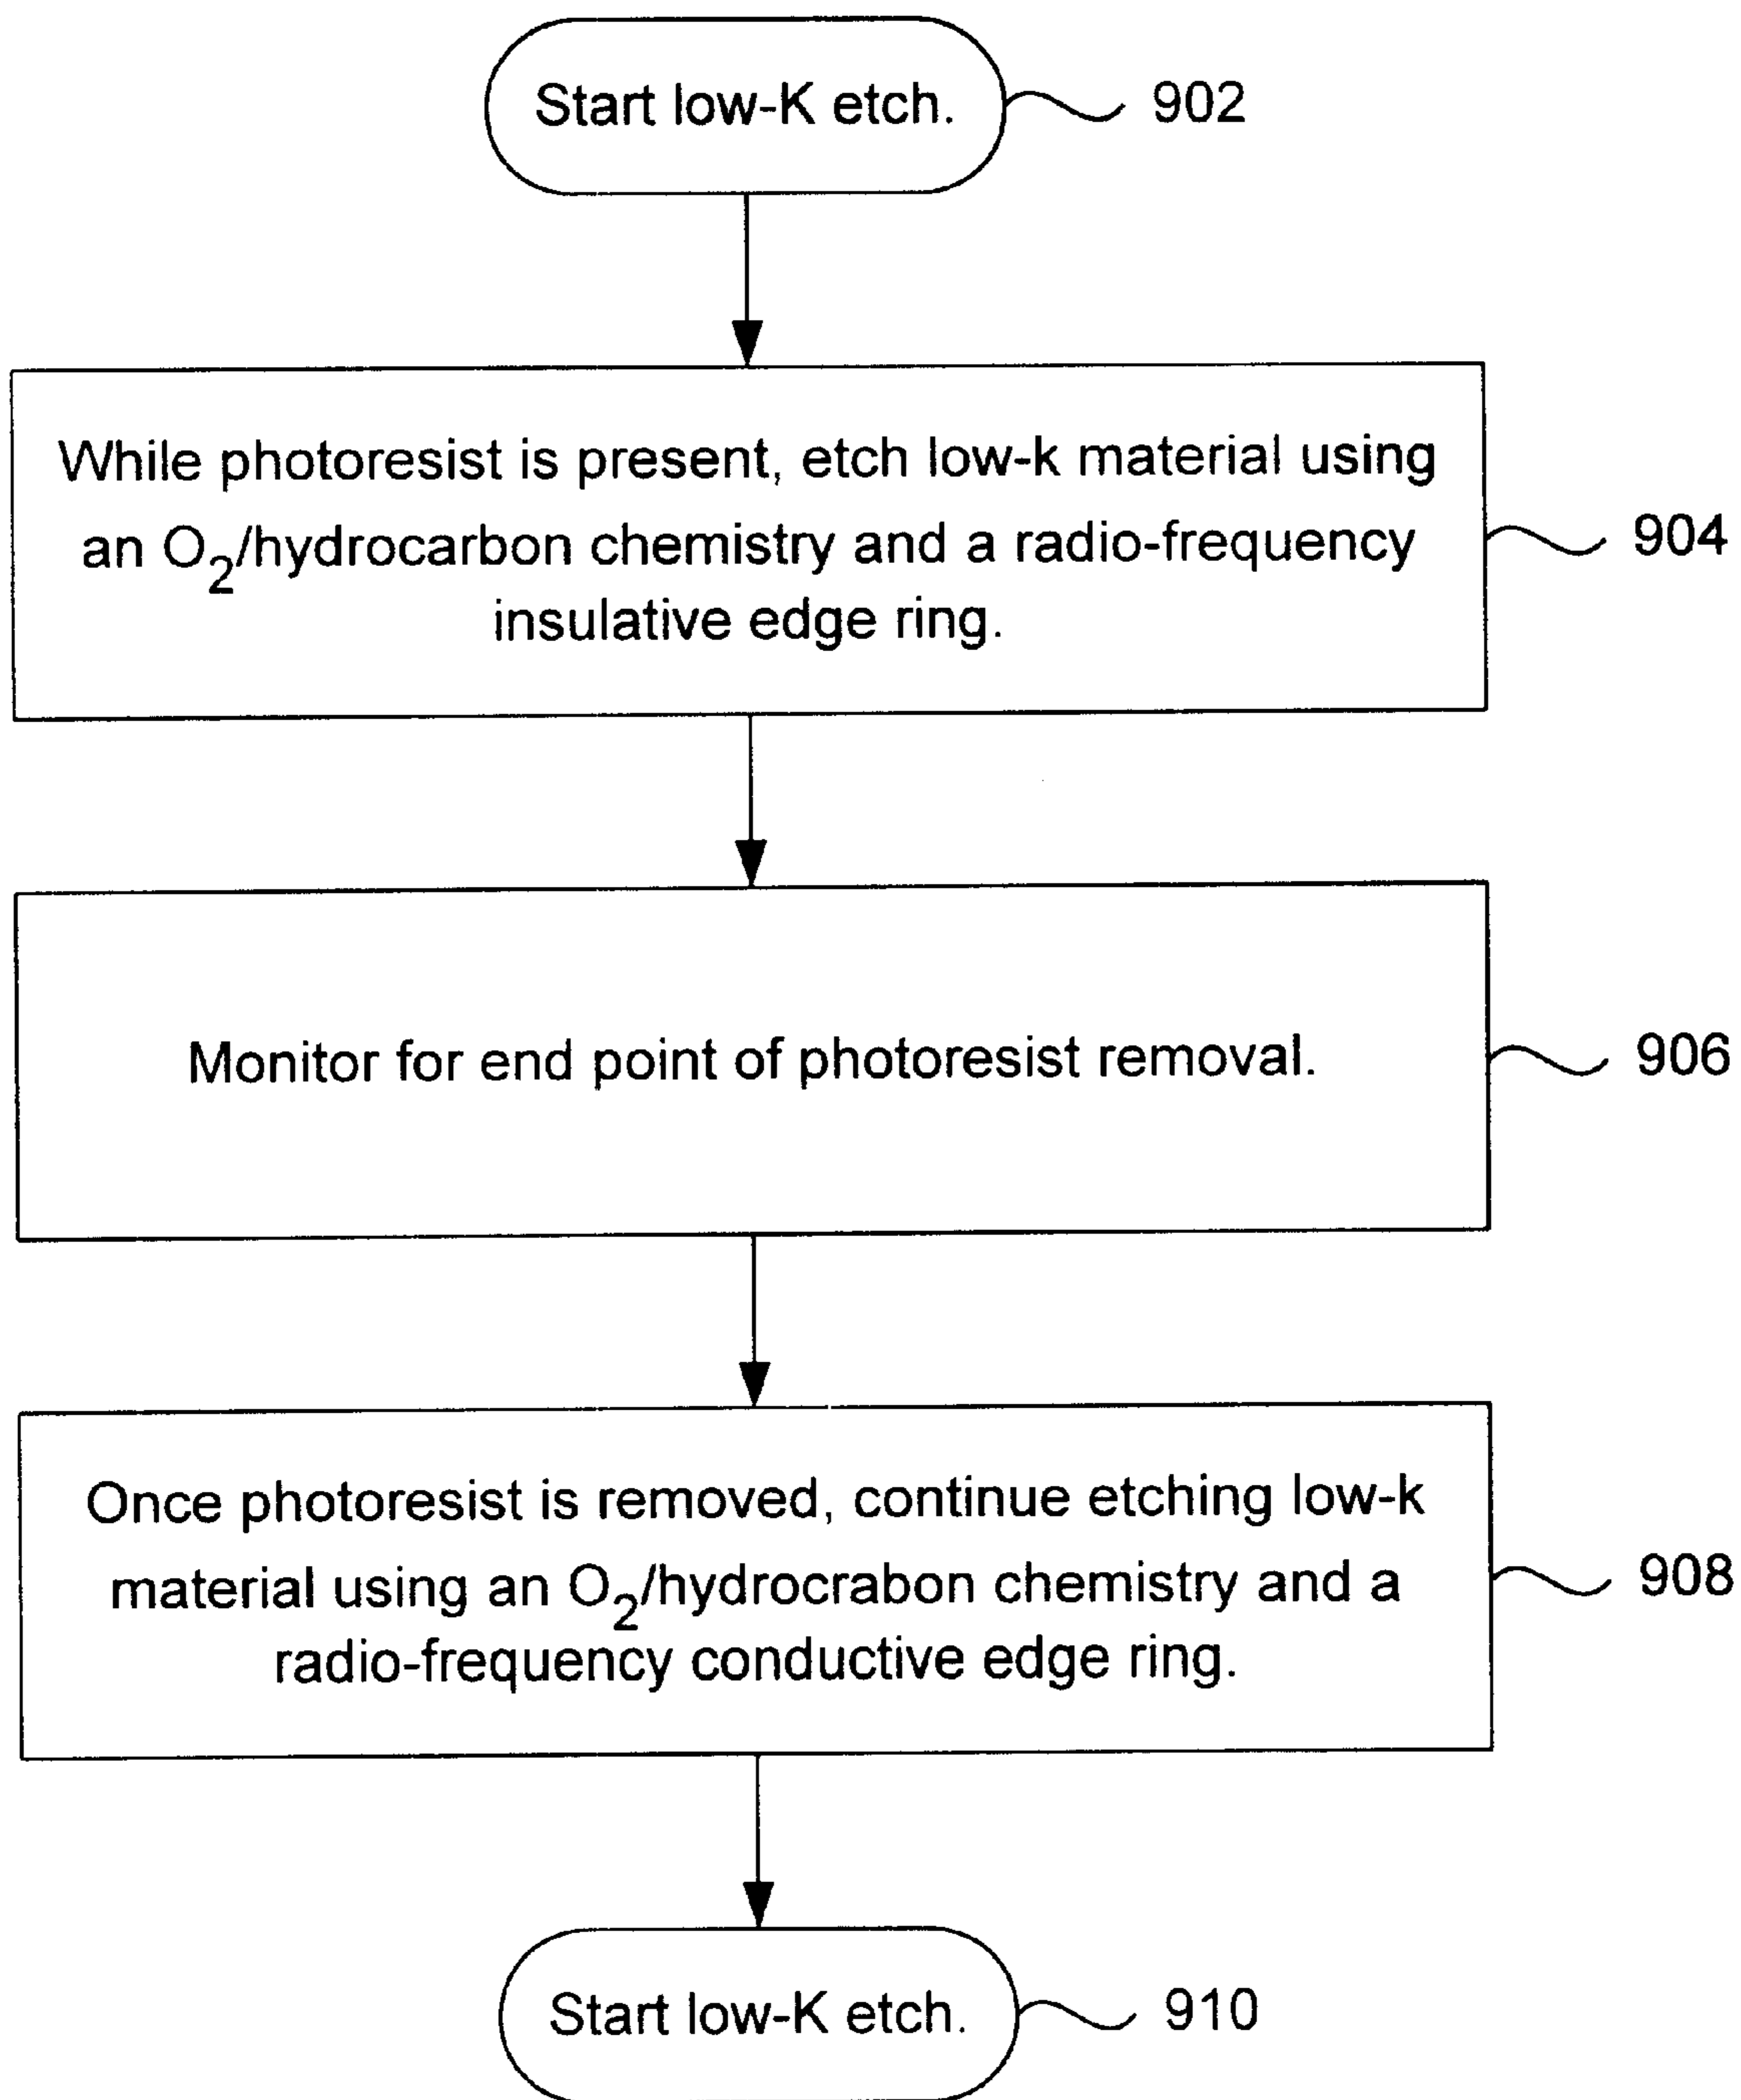 Start low-K etch.
902
While photoresist is present, etch low-k material using
an O₂/hydrocarbon chemistry and a radio-frequency
insulative edge ring.
904
Monitor for end point of photoresist removal.
906
Once photoresist is removed, continue etching low-k
material using an O₂/hydrocrabon chemistry and a
radio-frequency conductive edge ring.
908
Start low-K etch.
910